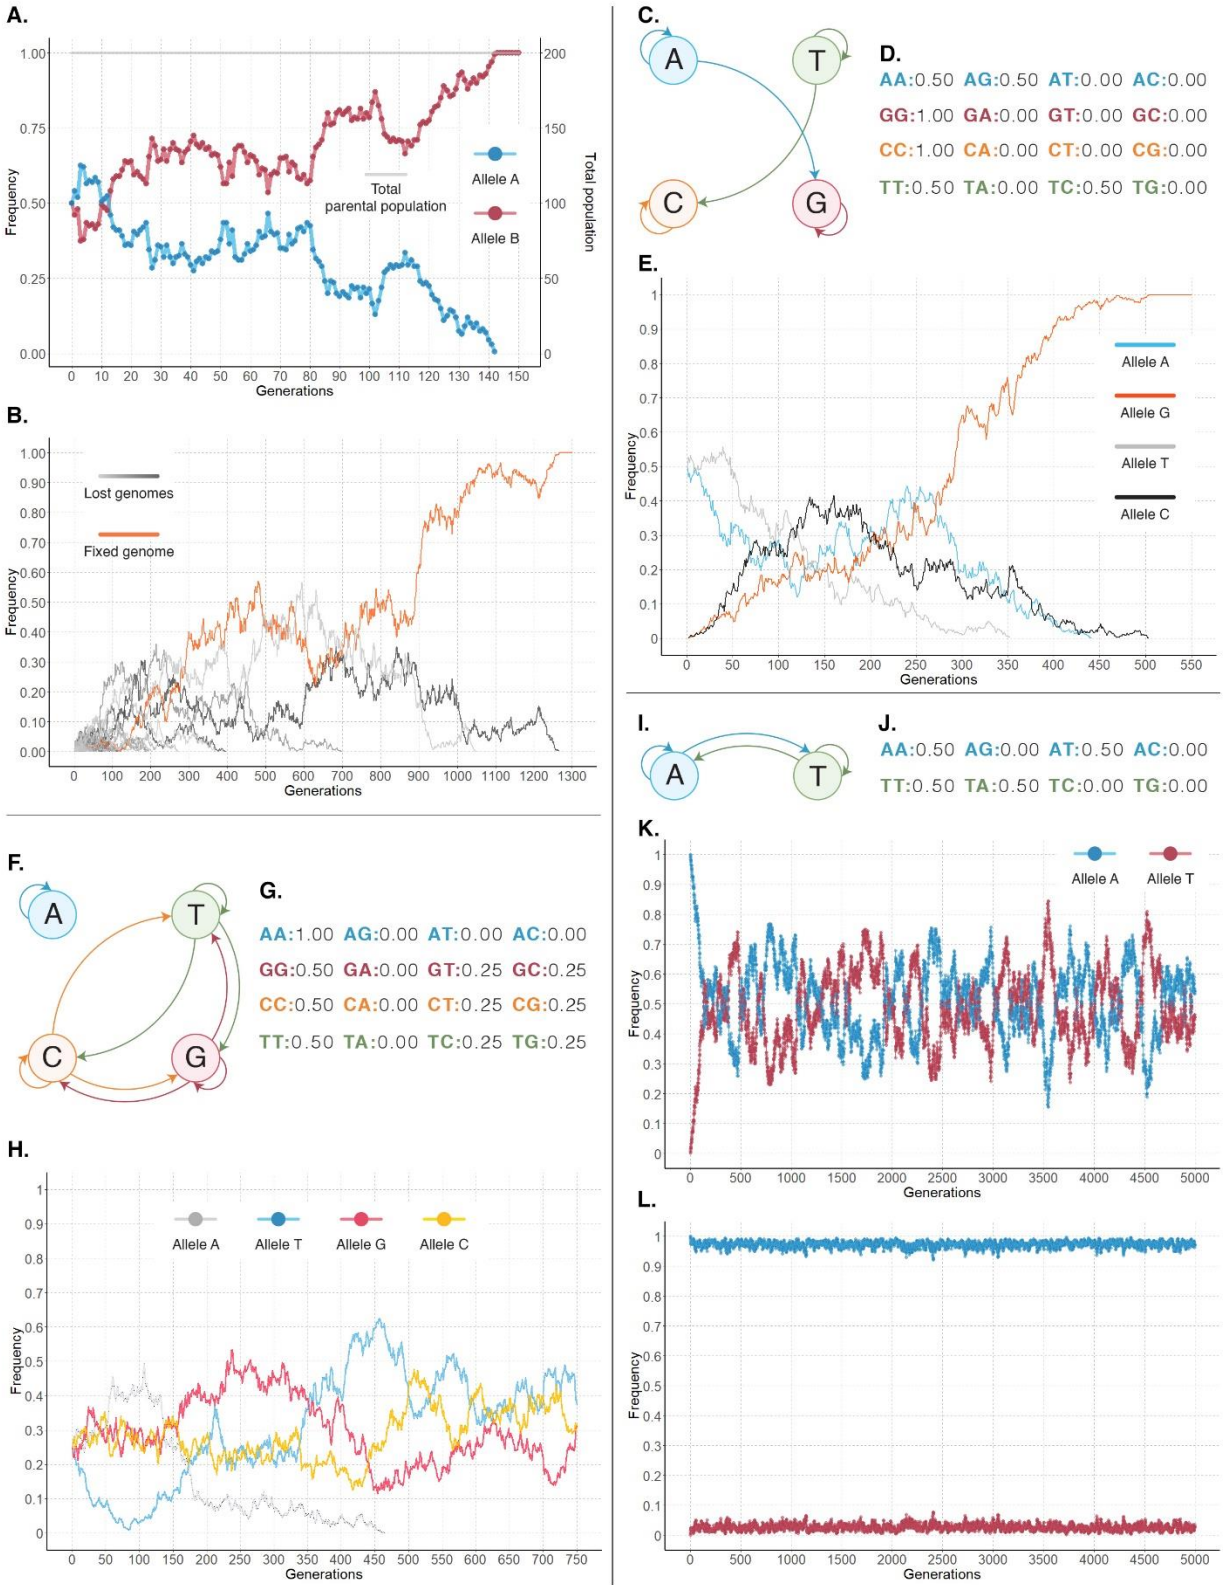 A.
1.00
0.75
0.50
0.25
0.00
Frequency
200
150
100
50
0
Total population
Allele A
Total
parental population
Allele B
0 10 20 30 40 50 60 70 80 90 100 110 120 130 140 150
Generations
B.
1.00
0.90
0.80
0.70
0.60
0.50
0.40
0.30
0.20
0.10
0.00
Frequency
Lost genomes
Fixed genome
0 100 200 300 400 500 600 700 800 900 1000 1100 1200 1300
Generations
C.
A T
C G
D.
AA:0.50 AG:0.50 AT:0.00 AC:0.00
GG:1.00 GA:0.00 GT:0.00 GC:0.00
CC:1.00 CA:0.00 CT:0.00 CG:0.00
TT:0.50 TA:0.00 TC:0.50 TG:0.00
E.
1
0.9
0.8
0.7
0.6
0.5
0.4
0.3
0.2
0.1
0
Frequency
Allele A
Allele G
Allele T
Allele C
0 50 100 150 200 250 300 350 400 450 500 550
Generations
F.
A T
C G
G.
AA:1.00 AG:0.00 AT:0.00 AC:0.00
GG:0.50 GA:0.00 GT:0.25 GC:0.25
CC:0.50 CA:0.00 CT:0.25 CG:0.25
TT:0.50 TA:0.00 TC:0.25 TG:0.25
H.
1
0.9
0.8
0.7
0.6
0.5
0.4
0.3
0.2
0.1
0
Frequency
Allele A Allele T Allele G Allele C
0 50 100 150 200 250 300 350 400 450 500 550 600 650 700 750
Generations
I.
A T
J.
AA:0.50 AG:0.00 AT:0.50 AC:0.00
TT:0.50 TA:0.50 TC:0.00 TG:0.00
K.
1
0.9
0.8
0.7
0.6
0.5
0.4
0.3
0.2
0.1
0
Frequency
Allele A Allele T
0 500 1000 1500 2000 2500 3000 3500 4000 4500 5000
Generations
L.
1
0.9
0.8
0.7
0.6
0.5
0.4
0.3
0.2
0.1
0
Frequency
0 500 1000 1500 2000 2500 3000 3500 4000 4500 5000
Generations